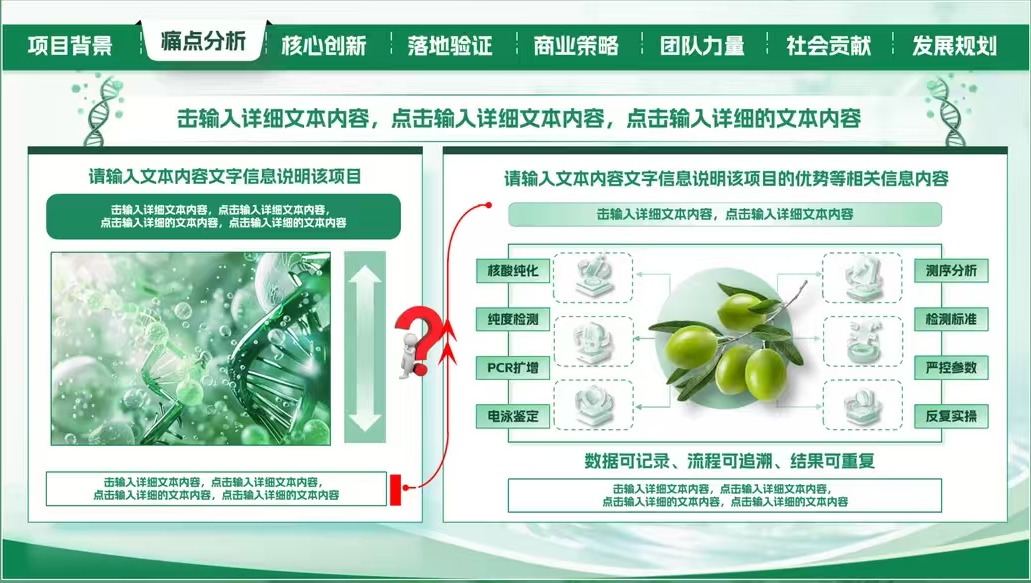 项目背景
痛点分析
核心创新
落地验证
商业策略
团队力量
社会贡献
发展规划
击输入详细文本内容，点击输入详细文本内容，点击输入详细的文本内容
请输入文本内容文字信息说明该项目
击输入详细文本内容，点击输入详细文本内容，
点击输入详细的文本内容，点击输入详细的文本内容
?
击输入详细文本内容，点击输入详细文本内容，
点击输入详细的文本内容，点击输入详细的文本内容
请输入文本内容文字信息说明该项目的优势等相关信息内容
击输入详细文本内容，点击输入详细文本内容
核酸纯化
纯度检测
PCR扩增
电泳鉴定
测序分析
检测标准
严控参数
反复实操
数据可记录、流程可追溯、结果可重复
击输入详细文本内容，点击输入详细文本内容，
点击输入详细的文本内容，点击输入详细的文本内容